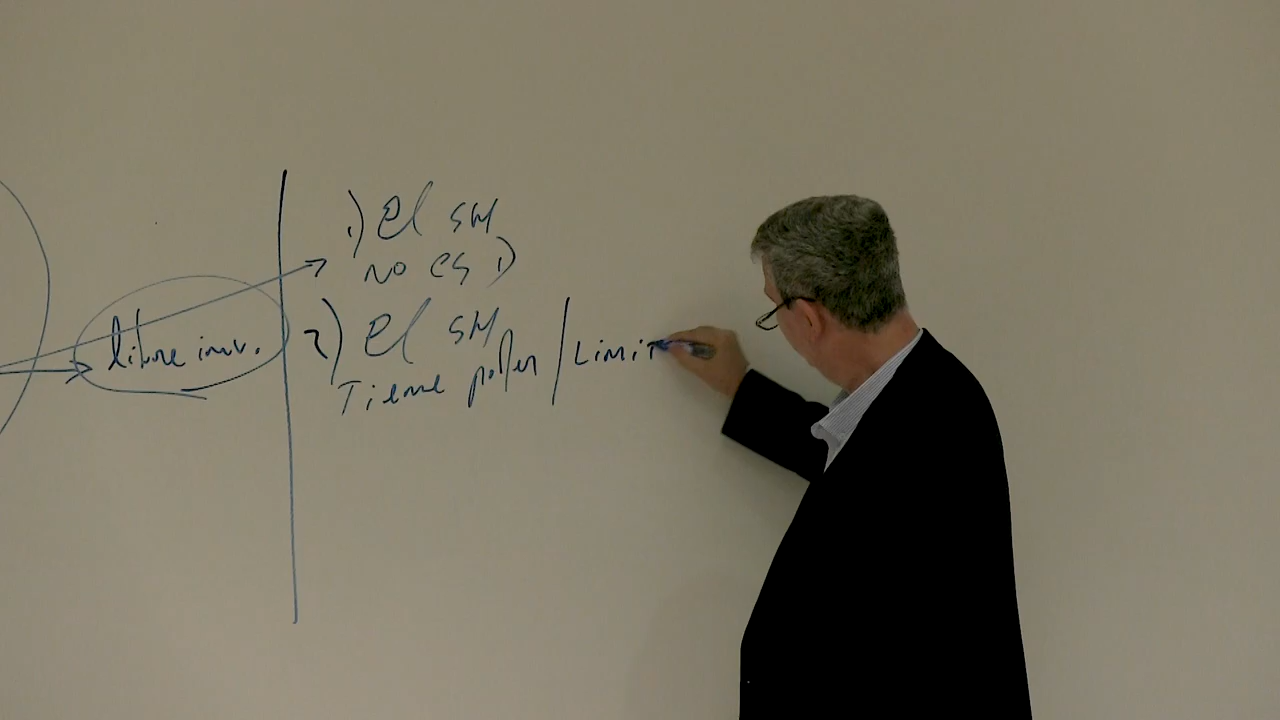 libre inv.
1) El SM
no es 1)
2) El SM
Tiene poder / Limit